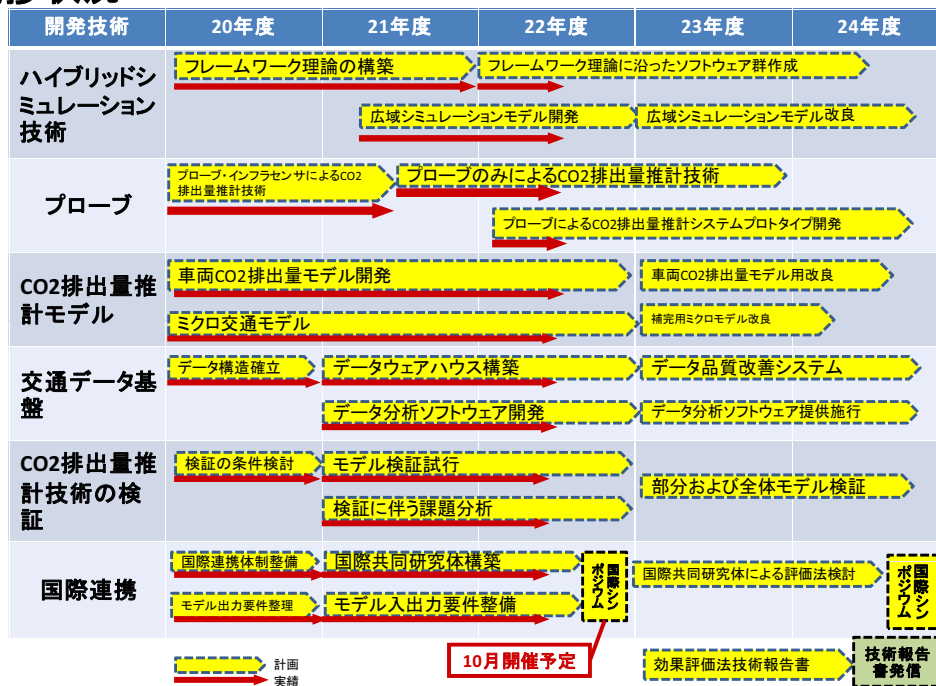 開発技術 20年度 21年度 22年度 23年度 24年度
ハイブリッドシ
ミュレーション
技術
フレームワーク理論の構築
フレームワーク理論に沿ったソフトウェア群作成
広域シミュレーションモデル開発
広域シミュレーションモデル改良
プローブ
プローブ・インフラセンサによるCO2
排出量推計技術
プローブのみによるCO2排出量推計技術
プローブによるCO2排出量推計システムプロトタイプ開発
CO2排出量推
計モデル
車両CO2排出量モデル開発
車両CO2排出量モデル用改良
ミクロ交通モデル
補完用ミクロモデル改良
交通データ基
盤
データ構造確立
データウェアハウス構築
データ品質改善システム
データ分析ソフトウェア開発
データ分析ソフトウェア提供施行
CO2排出量推
計技術の検
証
検証の条件検討
モデル検証試行
検証に伴う課題分析
部分および全体モデル検証
国際連携
国際連携体制整備
国際共同研究体構築
モデル出力要件整理
モデル入出力要件整備
国際シン
ポジウム
国際共同研究体による評価法検討
国際シン
ポジウム
10月開催予定
計画
実績
効果評価法技術報告書
技術報告
書発信